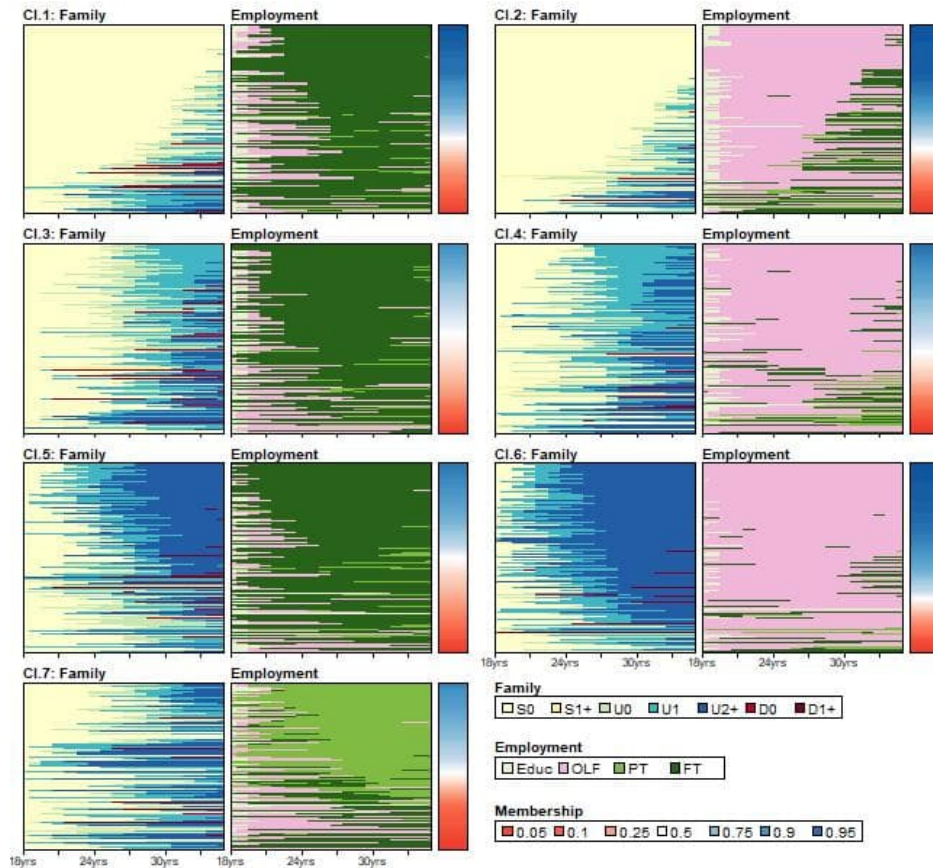 Cl.1: Family Employment Cl.2: Family Employment
Cl.3: Family Employment Cl.4: Family Employment
Cl.5: Family Employment Cl.6: Family Employment
18yrs 24yrs 30yrs 18yrs 24yrs 30yrs
Cl.7: Family Employment
Family
S0 S1+ U0 U1 U2+ D0 D1+
Employment
Educ OLF PT FT
Membership
0.05 0.1 0.25 0.5 0.75 0.9 0.95
18yrs 24yrs 30yrs 18yrs 24yrs 30yrs